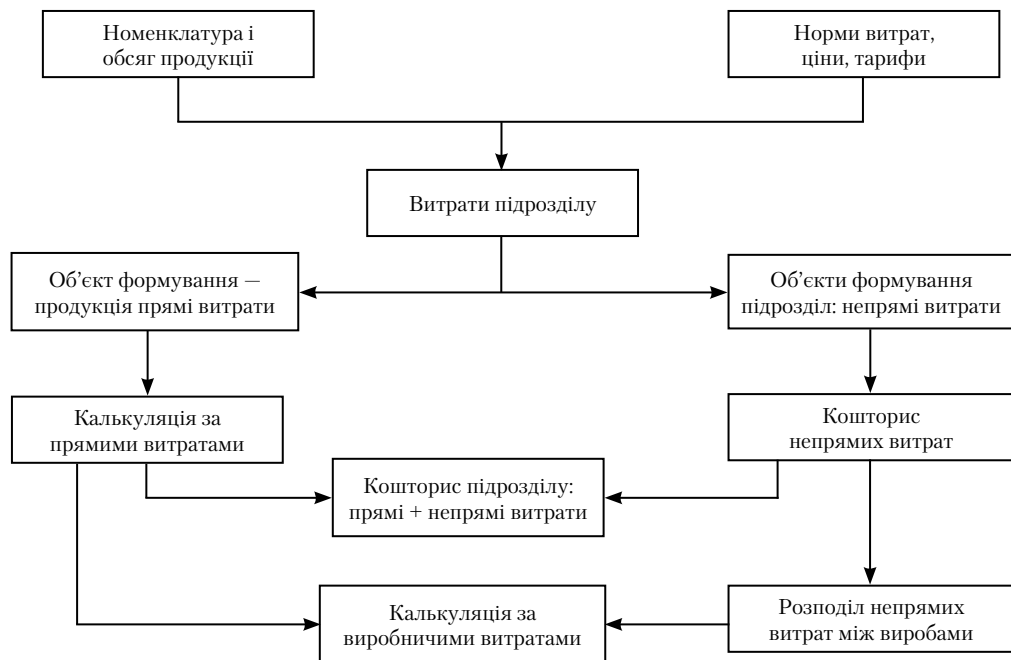 Номенклатура і
обсяг продукції
Норми витрат,
ціни, тарифи
Витрати підрозділу
Об’єкт формування —
продукція прямі витрати
Об’єкти формування
підрозділ: непрямі витрати
Калькуляція за
прямими витратами
Кошторис
непрямих витрат
Кошторис підрозділу:
прямі + непрямі витрати
Калькуляція за
виробничими витратами
Розподіл непрямих
витрат між виробами